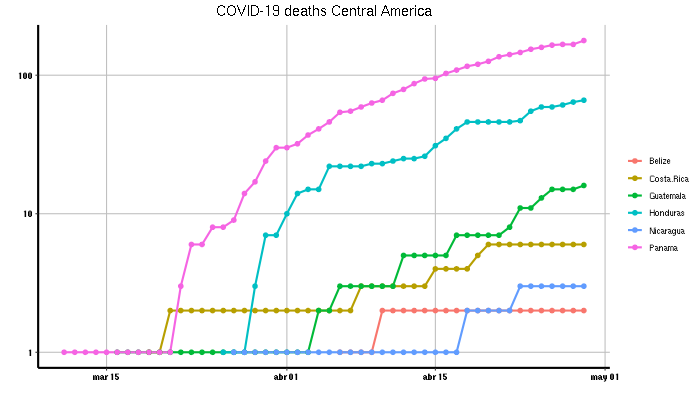 COVID-19 deaths Central America
100
10
1
mar 15
abr 01
abr 15
may 01
Belize
Costa.Rica
Guatemala
Honduras
Nicaragua
Panama